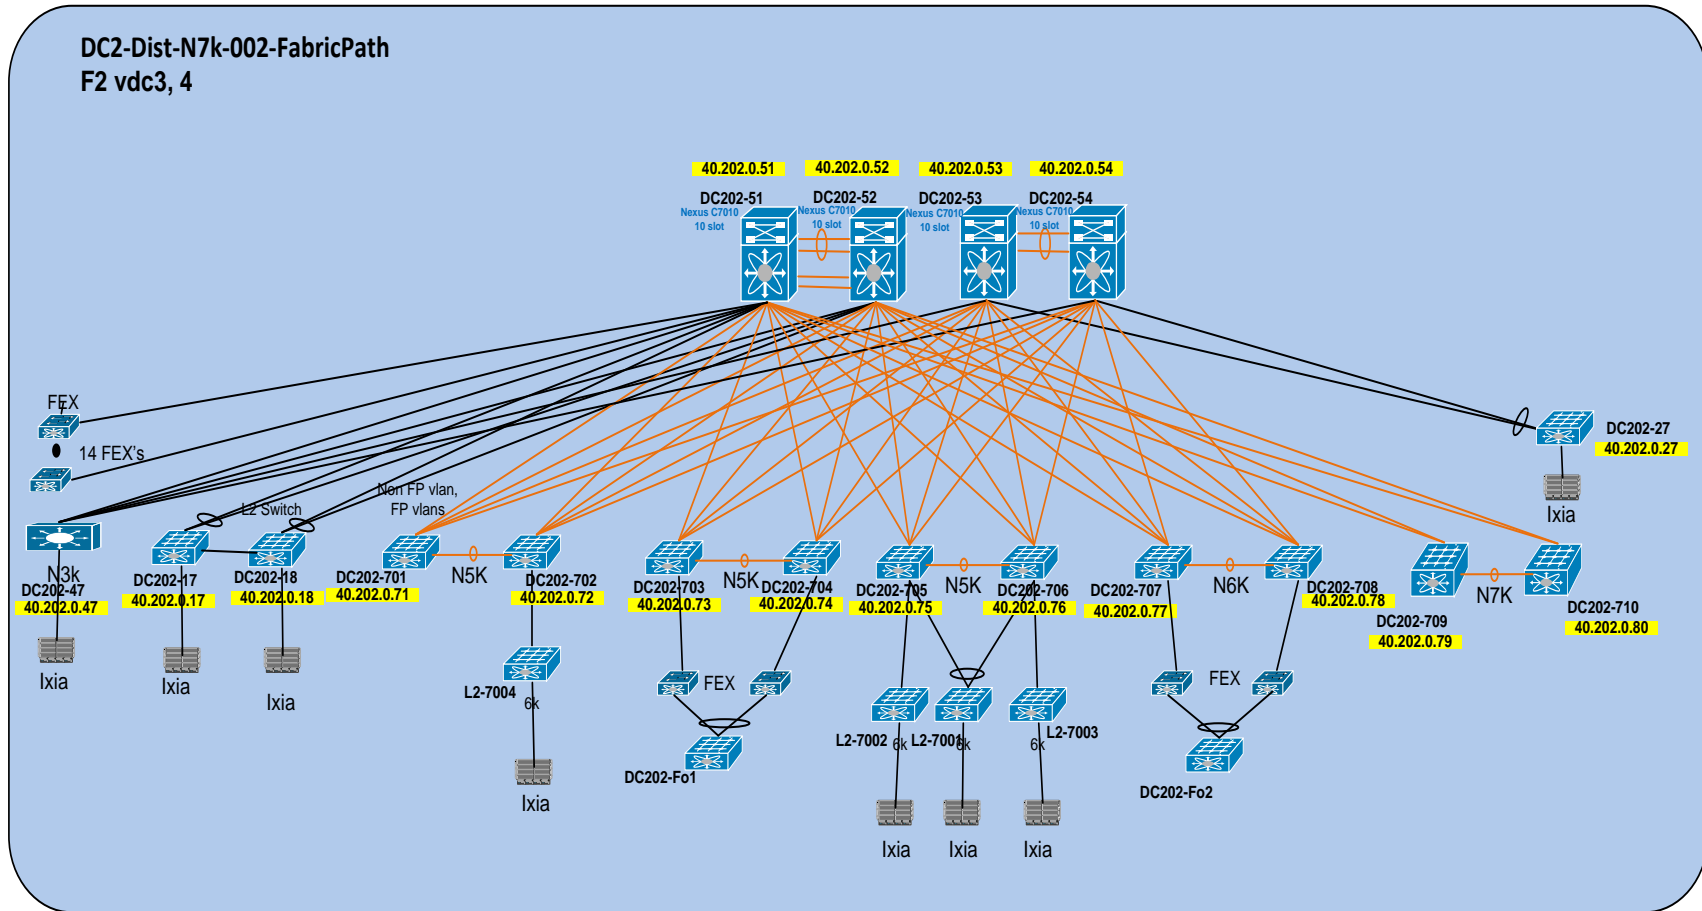 DC2-Dist-N7k-002-FabricPath
F2 vdc3, 4
40.202.0.51
40.202.0.52
40.202.0.53
40.202.0.54
DC202-51
DC202-52
DC202-53
DC202-54
Nexus C7010
10 slot
Nexus C7010
10 slot
Nexus C7010
10 slot
Nexus C7010
10 slot
FEX
14 FEX's
DC202-27
40.202.0.27
Ixia
Non FP vlan,
FP vlans
L2 Switch
N3k
DC202-47
40.202.0.47
Ixia
DC202-17
40.202.0.17
Ixia
DC202-18
40.202.0.18
Ixia
DC202-701
40.202.0.71
N5K
DC202-702
40.202.0.72
L2-7004
6k
Ixia
DC202-703
40.202.0.73
N5K
DC202-704
40.202.0.74
FEX
DC202-Fo1
DC202-705
40.202.0.75
N5K
DC202-706
40.202.0.76
L2-7002
6k
L2-7001
6k
6k
L2-7003
Ixia
Ixia
Ixia
DC202-707
40.202.0.77
N6K
DC202-708
40.202.0.78
FEX
DC202-Fo2
DC202-709
40.202.0.79
N7K
DC202-710
40.202.0.80